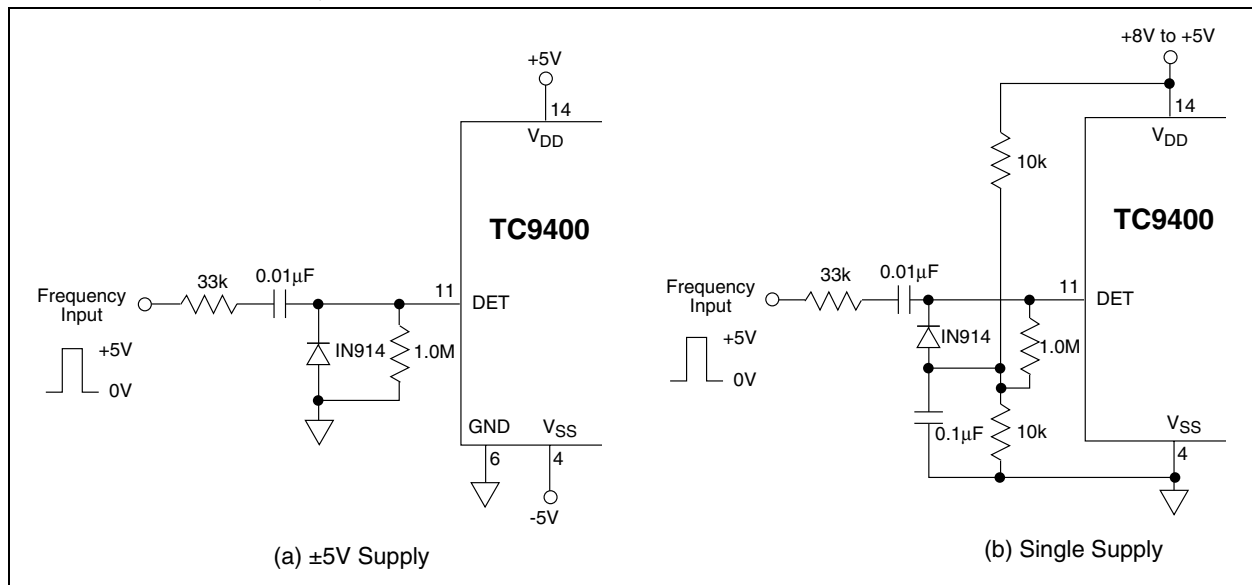 +5V
14
VDD
TC9400
33k
0.01μF
11
DET
Frequency
Input
+5V
0V
IN914
1.0M
GND
VSS
6
4
-5V
(a) ±5V Supply
+8V to +5V
14
VDD
10k
TC9400
33k
0.01μF
11
DET
Frequency
Input
+5V
0V
IN914
1.0M
0.1μF
10k
VSS
4
(b) Single Supply